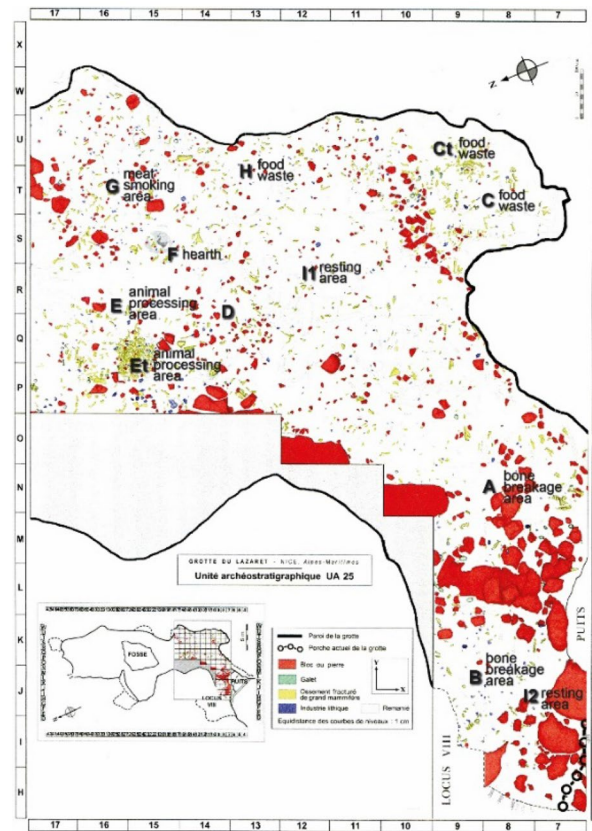 17 16 15 14 13 12 11 10 9 8 7
X
W
U
T
S
R
Q
P
O
N
M
L
K
J
I
H
N
Ct food waste
H food waste
G meat smoking area
C food waste
F hearth
I1 resting area
E animal processing area
D
Et animal processing area
A bone breakage area
GROTTE DU LAZARET - NICE, Alpes-Maritimes
Unité archéostratigraphique UA 25
FOSSE
PUITS
LOCUS VIII
Paroi de la grotte
Porche actuel de la grotte
Bloc ou pierre
Galet
Ossement fracturé de grand mammifère
Industrie lithique
Remanié
Equidistance des courbes de niveaux : 1 cm
Y
X
PUITS
B bone breakage area
I2 resting area
LOCUS VIII
17 16 15 14 13 12 11 10 9 8 7